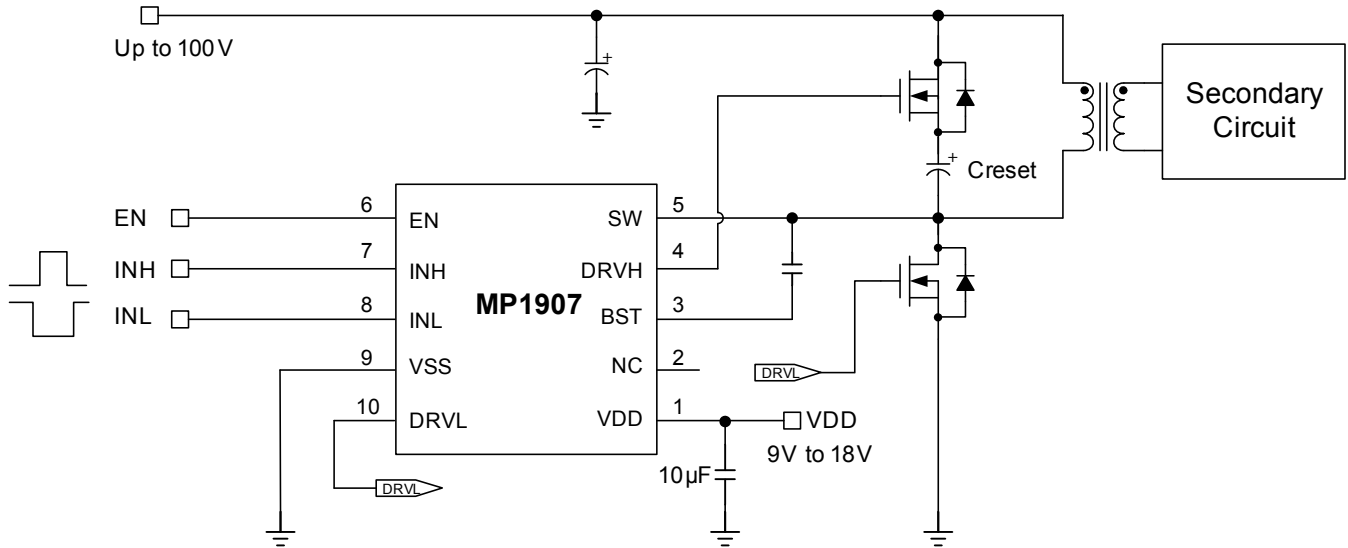 Up to 100V
+
Secondary
Circuit
+
Creset
EN
6
EN
SW
5
INH
7
INH
DRVH
4
INL
8
INL
MP1907
BST
3
9
VSS
NC
2
DRVL
10
DRVL
VDD
1
VDD
9V to 18V
10µF
DRVL